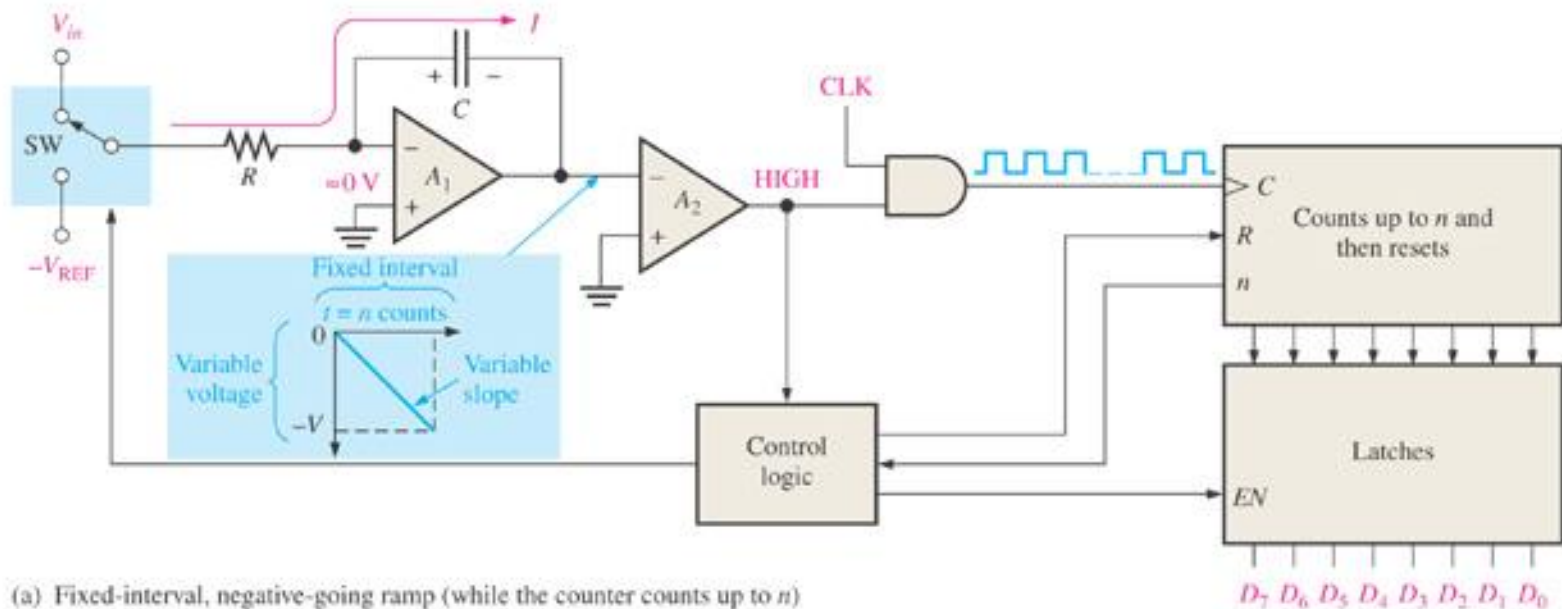 V_in
I
+ −
C
CLK
SW
R
≈0 V
−
A_1
+
−
A_2
+
HIGH
C
Counts up to n and
then resets
R
n
−V_REF
Fixed interval
t = n counts
0
Variable
voltage
Variable
slope
−V
Control
logic
Latches
EN
D_7 D_6 D_5 D_4 D_3 D_2 D_1 D_0
(a) Fixed-interval, negative-going ramp (while the counter counts up to n)